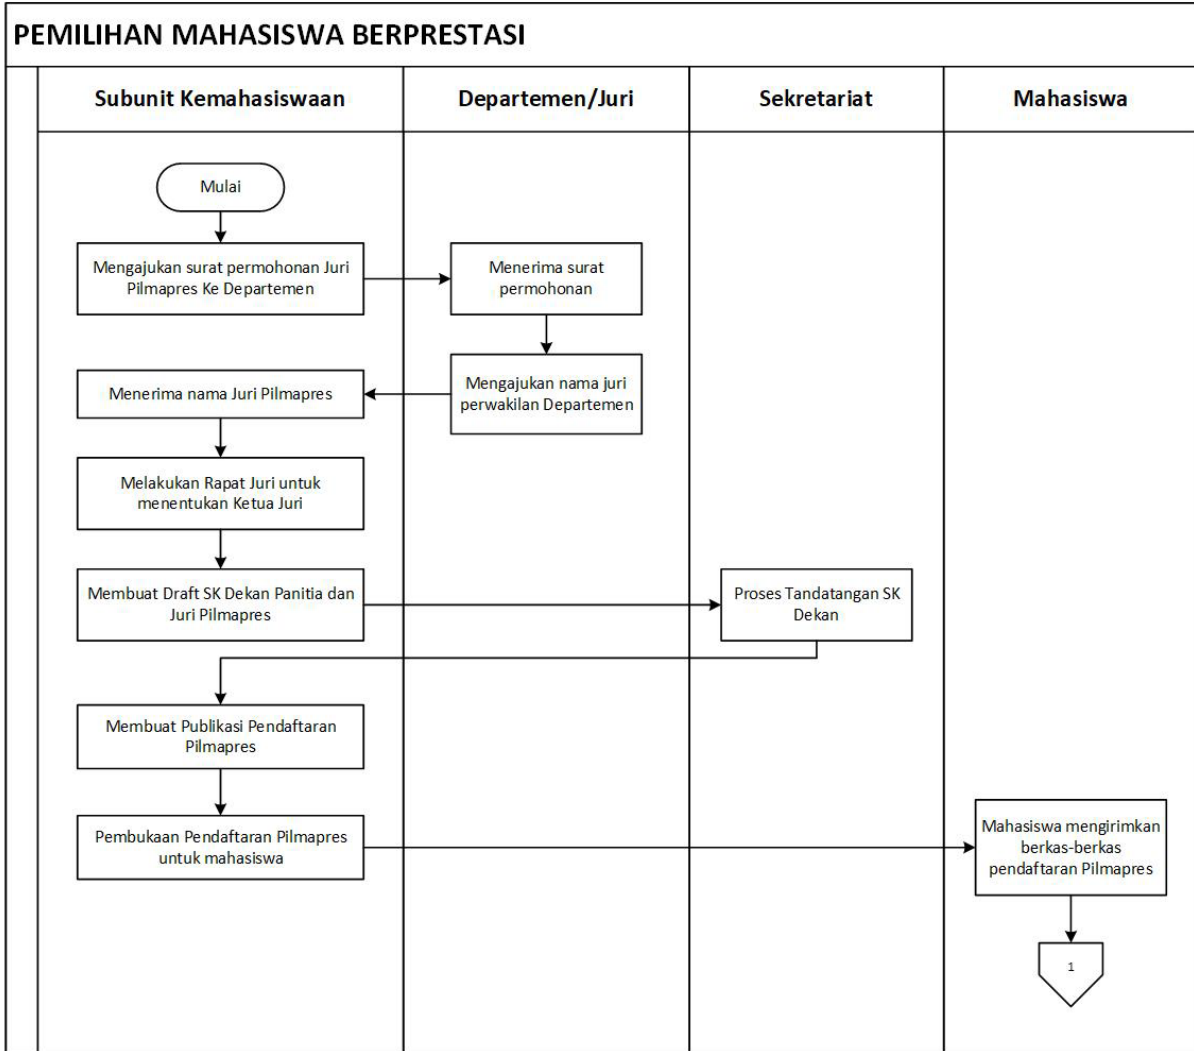 PEMILIHAN MAHASISWA BERPRESTASI
Subunit Kemahasiswaan
Departemen/Juri
Sekretariat
Mahasiswa
Mulai
Mengajukan surat permohonan Juri
Pilmapres Ke Departemen
Menerima surat
permohonan
Mengajukan nama juri
perwakilan Departemen
Menerima nama Juri Pilmapres
Melakukan Rapat Juri untuk
menentukan Ketua Juri
Membuat Draft SK Dekan Panitia dan
Juri Pilmapres
Proses Tandatangan SK
Dekan
Membuat Publikasi Pendaftaran
Pilmapres
Pembukaan Pendaftaran Pilmapres
untuk mahasiswa
Mahasiswa mengirimkan
berkas-berkas
pendaftaran Pilmapres
1